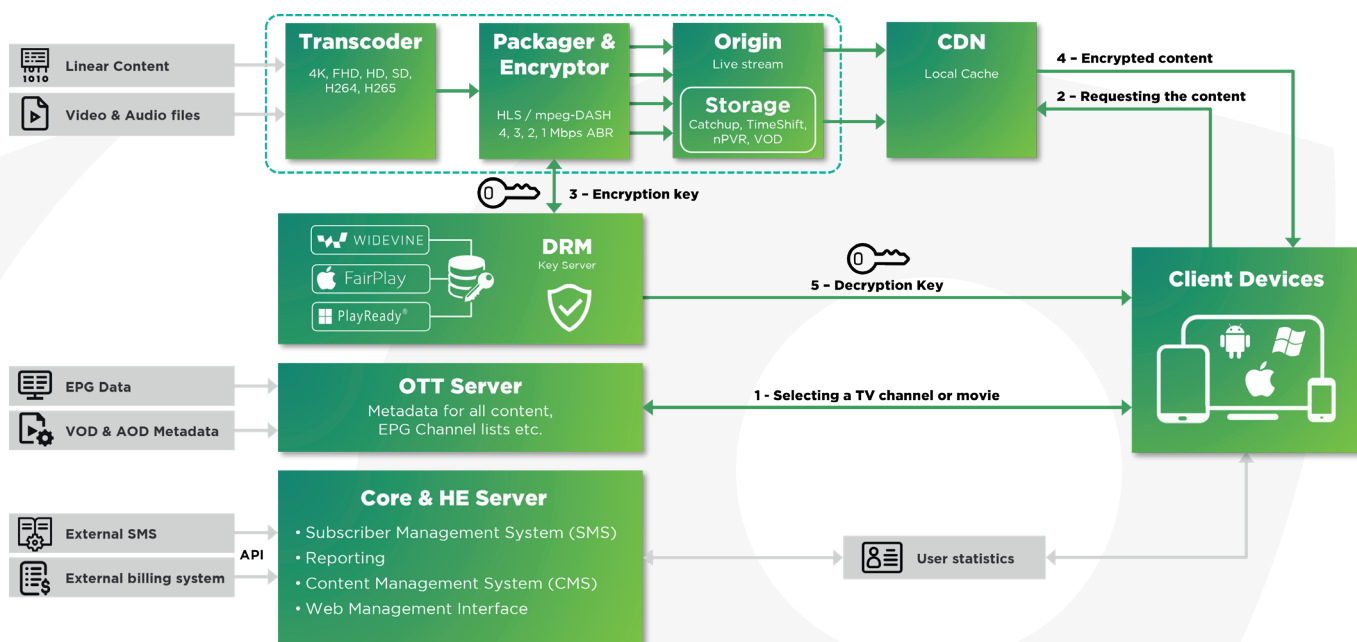 Linear Content
1011
1010
Video & Audio files
Transcoder
4K, FHD, HD, SD,
H264, H265
Packager &
Encryptor
HLS / mpeg-DASH
4, 3, 2, 1 Mbps ABR
Origin
Live stream
Storage
Catchup, TimeShift,
nPVR, VOD
CDN
Local Cache
4 – Encrypted content
2 – Requesting the content
3 – Encryption key
WIDEVINE
FairPlay
PlayReady®
DRM
Key Server
5 – Decryption Key
Client Devices
EPG Data
VOD & AOD Metadata
OTT Server
Metadata for all content,
EPG Channel lists etc.
1 - Selecting a TV channel or movie
External SMS
API
External billing system
Core & HE Server
• Subscriber Management System (SMS)
• Reporting
• Content Management System (CMS)
• Web Management Interface
User statistics